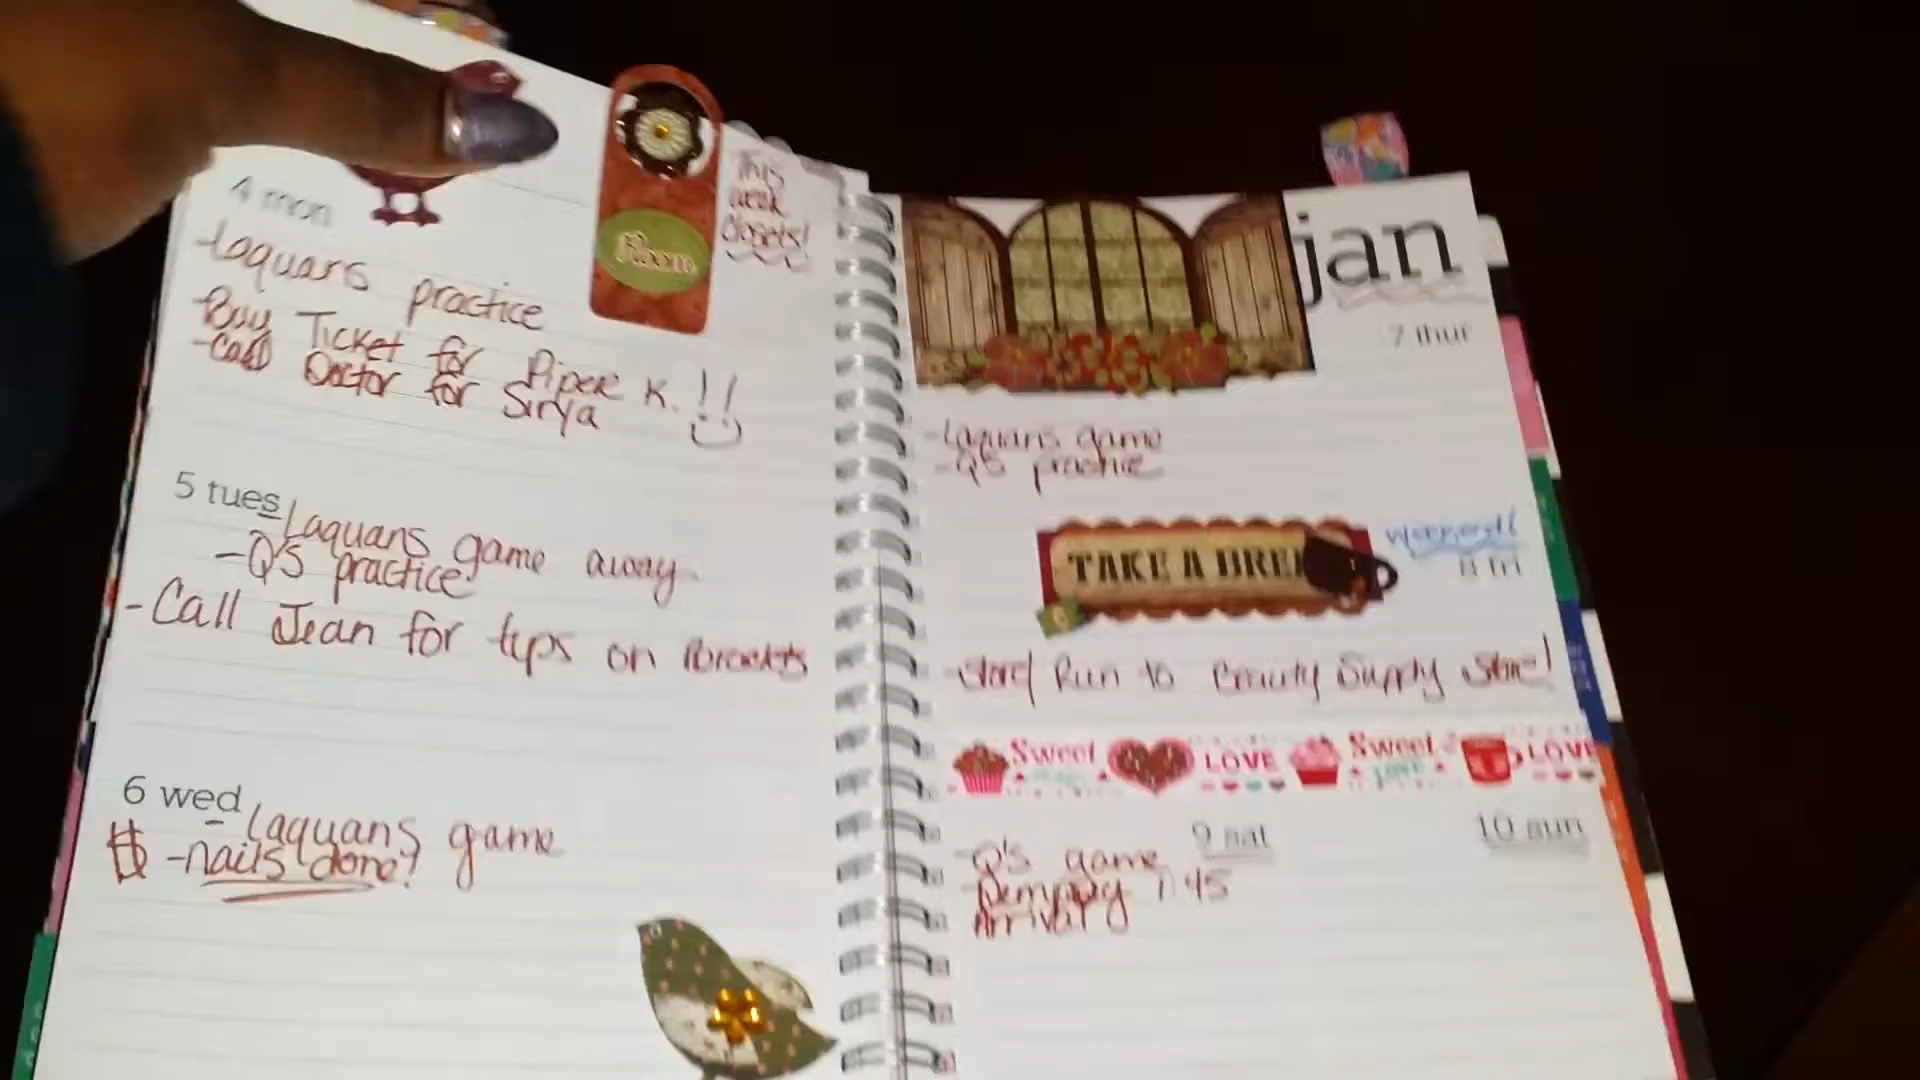 4 mon
This
week
closets!
-Laquans practice
-Buy Ticket for Piper K. !!
-Call Doctor for Sirya
5 tues
Laquans game away
-Q'S practice
-Call Jean for tips on
6 wed
Laquans game
$ -nails done!
jan
7 thur
-Laquans game
-Q'S practice
TAKE A BREA
Weekend!
8 fri
Run to Beauty Supply Store!
Sweet LOVE Sweet LOVE
9 sat
10 sun
-Q's game
7:45
Arrival